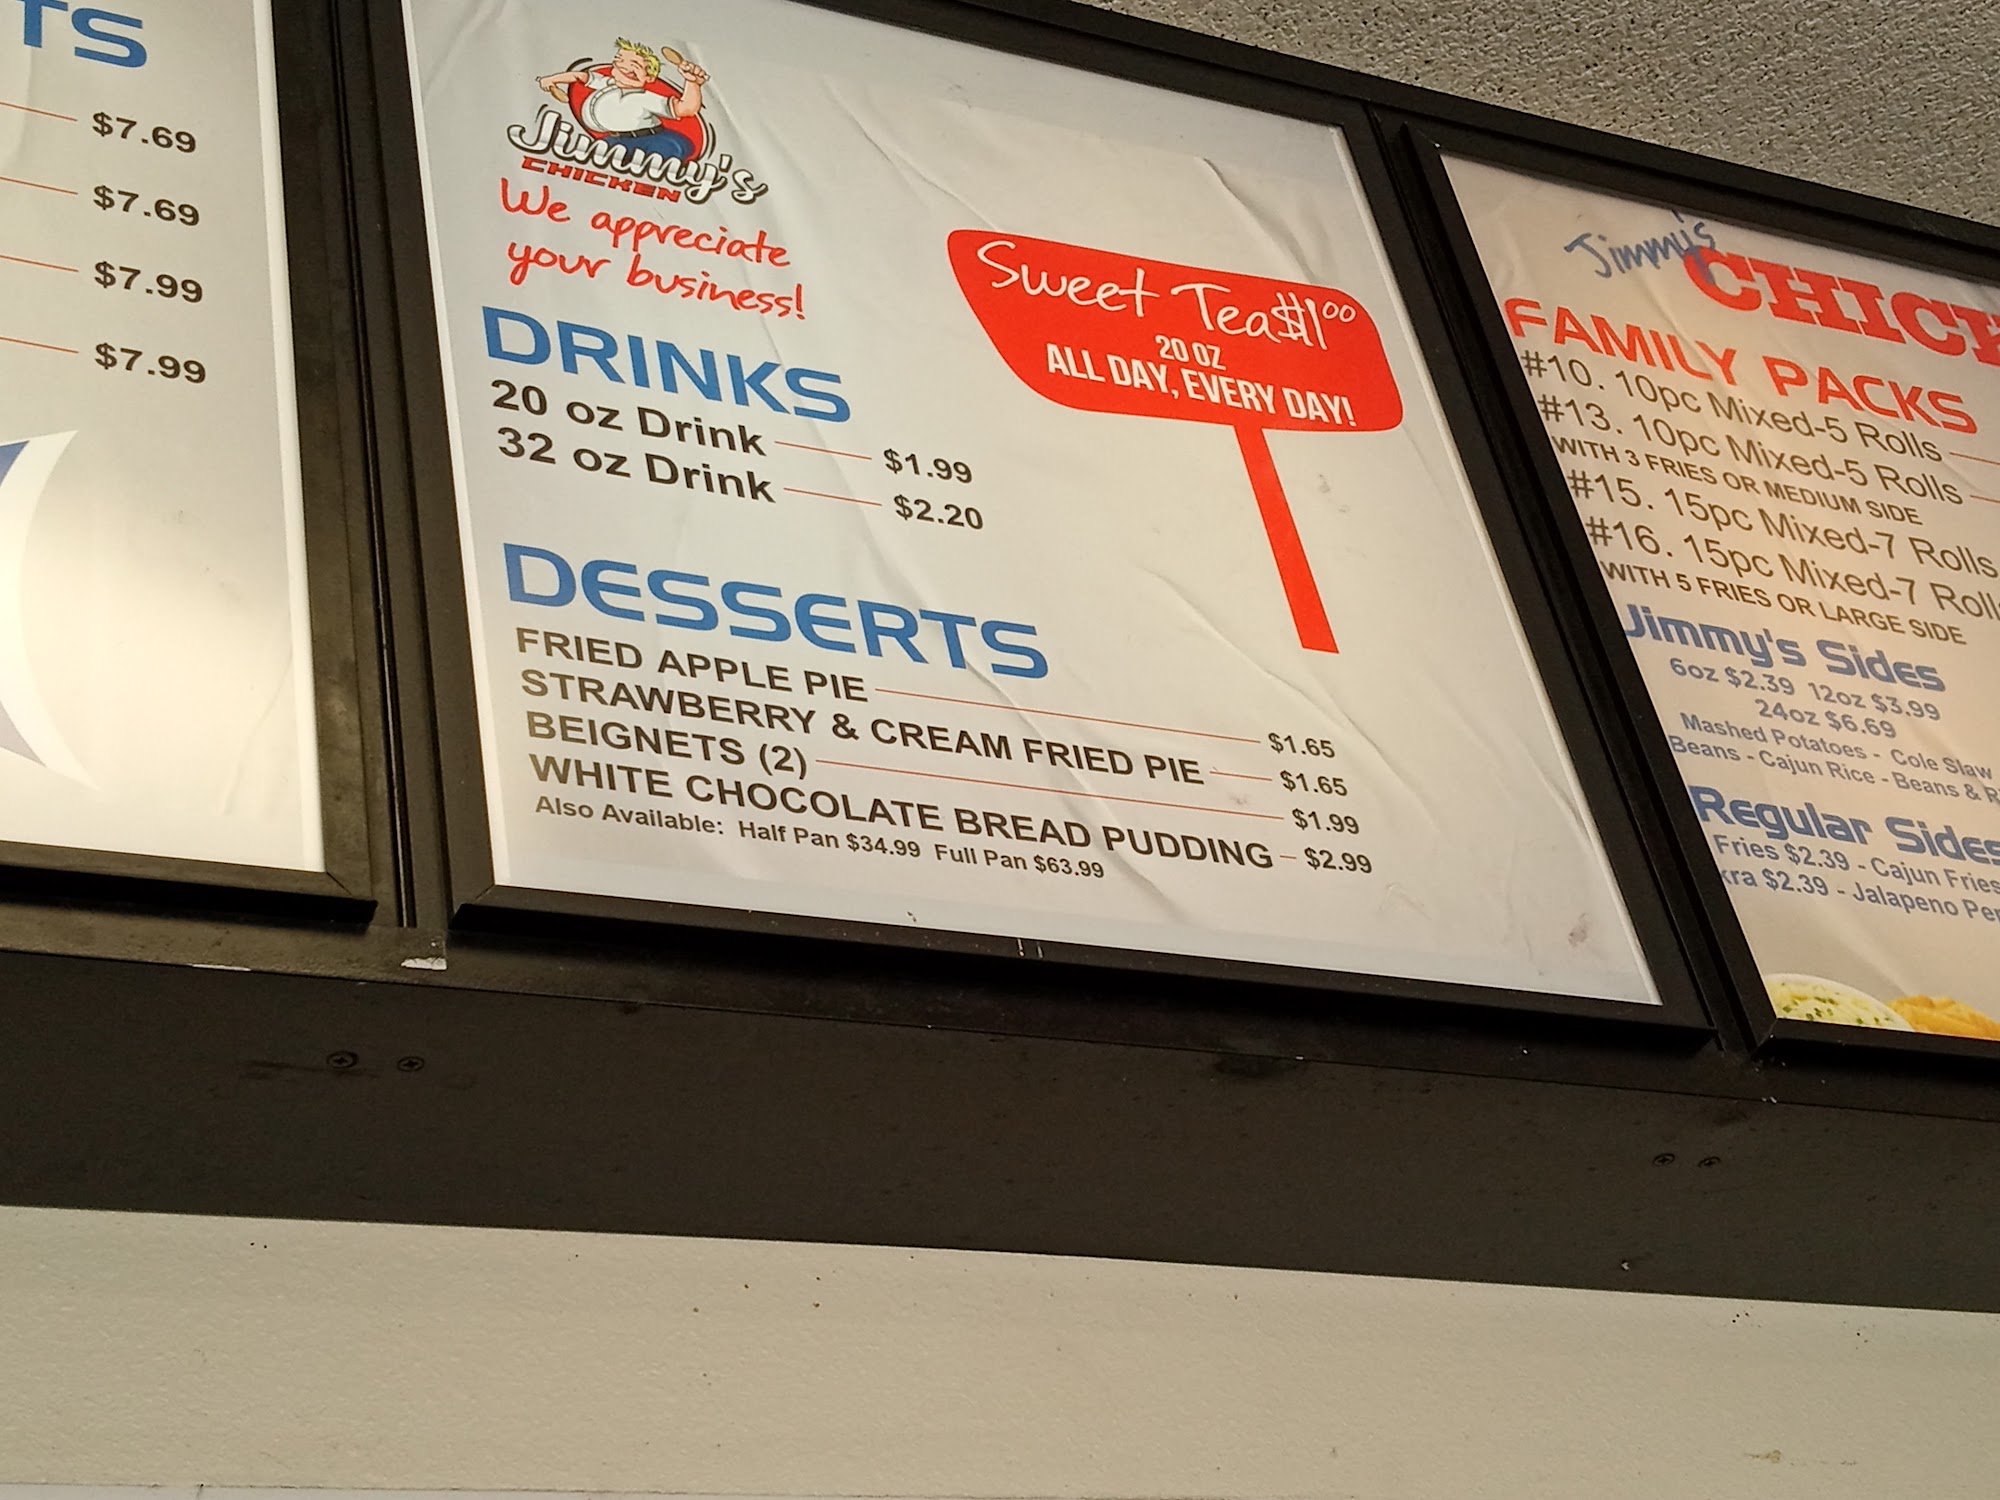 TS
$7.69
$7.69
$7.99
$7.99
Jimmy's
CHICKEN
We appreciate
your business!
Sweet Tea $1.00
20 OZ
ALL DAY, EVERY DAY!
DRINKS
20 oz Drink $1.99
32 oz Drink $2.20
DESSERTS
FRIED APPLE PIE $1.65
STRAWBERRY & CREAM FRIED PIE $1.65
BEIGNETS (2) $1.99
WHITE CHOCOLATE BREAD PUDDING $2.99
Also Available: Half Pan $34.99 Full Pan $63.99
Jimmy's
CHICK
FAMILY PACKS
#10. 10pc Mixed-5 Rolls
#13. 10pc Mixed-5 Rolls
WITH 3 FRIES OR MEDIUM SIDE
#15. 15pc Mixed-7 Rolls
#16. 15pc Mixed-7 Rolls
WITH 5 FRIES OR LARGE SIDE
Jimmy's Sides
6oz $2.39 12oz $3.99
24oz $6.69
Mashed Potatoes - Cole Slaw
Beans - Cajun Rice - Beans & R
Regular Sides
Fries $2.39 - Cajun Fries
kra $2.39 - Jalapeno Pe